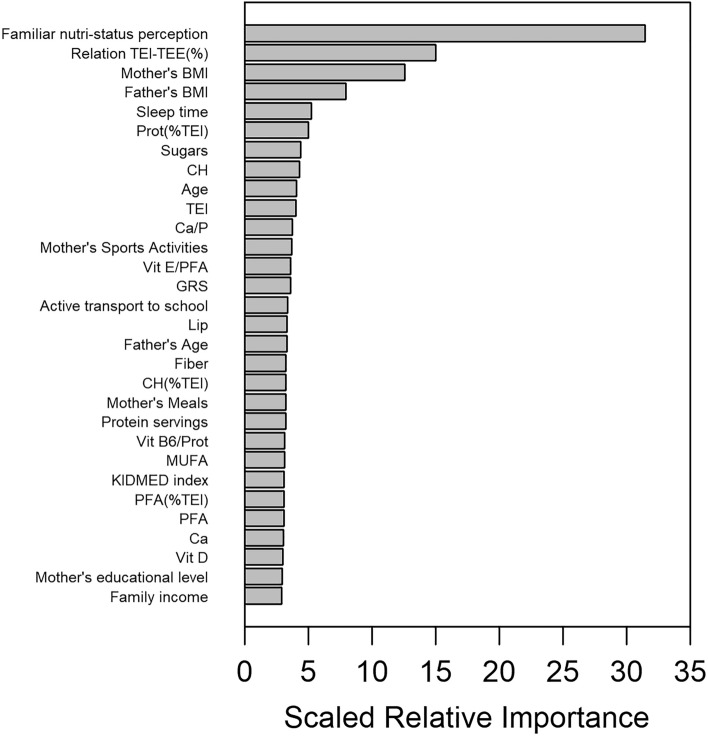 Familiar nutri-status perception
Relation TEI-TEE(%)
Mother's BMI
Father's BMI
Sleep time
Prot(%TEI)
Sugars
CH
Age
TEI
Ca/P
Mother's Sports Activities
Vit E/PFA
GRS
Active transport to school
Lip
Father's Age
Fiber
CH(%TEI)
Mother's Meals
Protein servings
Vit B6/Prot
MUFA
KIDMED index
PFA(%TEI)
PFA
Ca
Vit D
Mother's educational level
Family income
0 5 10 15 20 25 30 35
Scaled Relative Importance